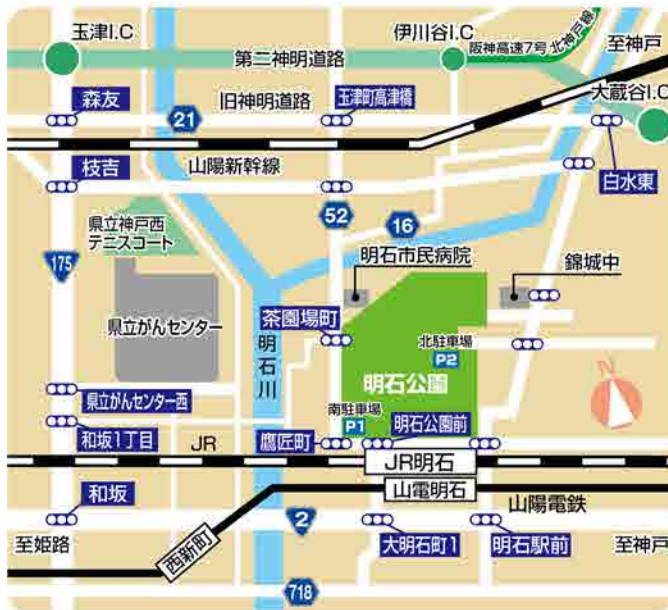 玉津I.C
伊川谷I.C
阪神高速7号 北神戸線
至神戸
第二神明道路
大蔵谷I.C
森友
21
旧神明道路
玉津町高津橋
枝吉
山陽新幹線
白水東
52
16
県立神戸西
テニスコート
175
明石市民病院
錦城中
県立がんセンター
茶園場町
明石川
北駐車場
P2
明石公園
N
県立がんセンター西
南駐車場
P1
和坂1丁目
JR
鷹匠町
明石公園前
JR明石
和坂
山電明石
山陽電鉄
2
至姫路
西新町
大明石町1
明石駅前
至神戸
718